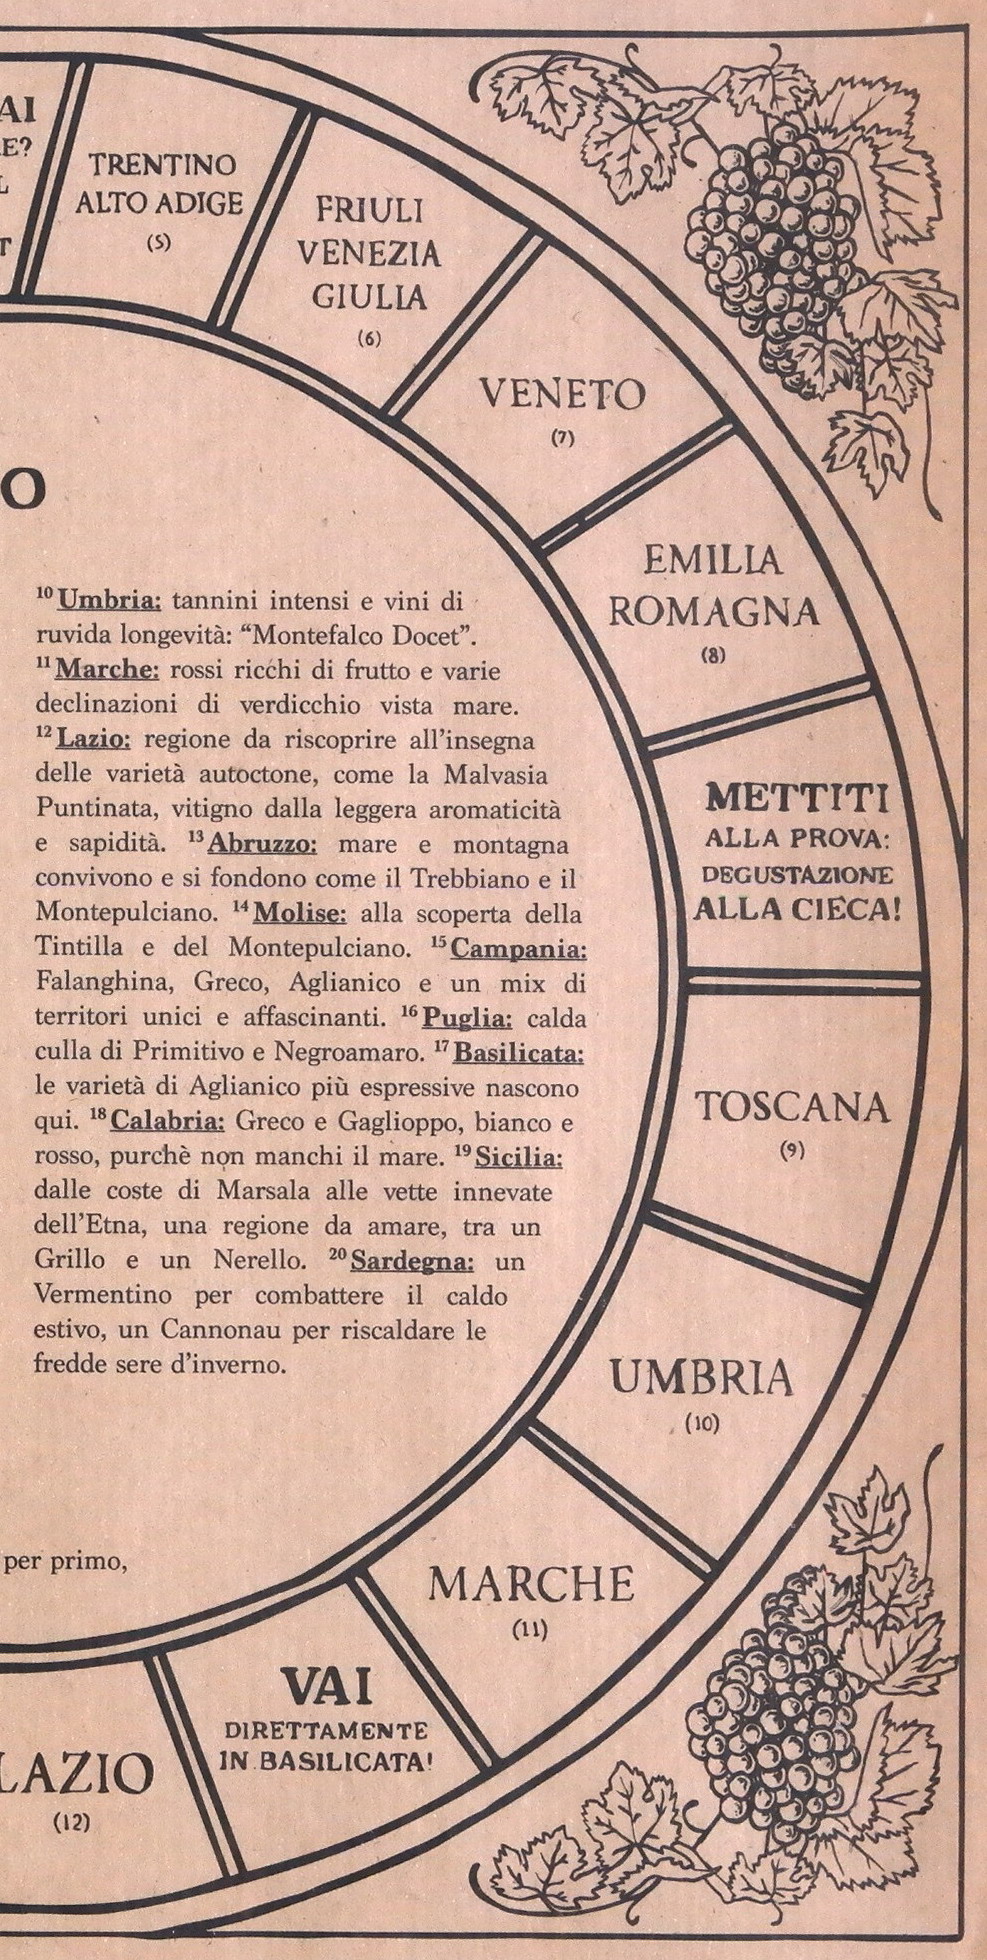 AI
E?
L
T
TRENTINO
ALTO ADIGE
(5)
FRIULI
VENEZIA
GIULIA
(6)
VENETO
(7)
EMILIA
ROMAGNA
(8)
METTITI
ALLA PROVA:
DEGUSTAZIONE
ALLA CIECA!
TOSCANA
(9)
UMBRIA
(10)
MARCHE
(11)
VAI
DIRETTAMENTE
IN BASILICATA!
LAZIO
(12)
O
10 Umbria: tannini intensi e vini di
ruvida longevità: “Montefalco Docet”.
11 Marche: rossi ricchi di frutto e varie
declinazioni di verdicchio vista mare.
12 Lazio: regione da riscoprire all'insegna
delle varietà autoctone, come la Malvasia
Puntinata, vitigno dalla leggera aromaticità
e sapidità. 13 Abruzzo: mare e montagna
convivono e si fondono come il Trebbiano e il
Montepulciano. 14 Molise: alla scoperta della
Tintilla e del Montepulciano. 15 Campania:
Falanghina, Greco, Aglianico e un mix di
territori unici e affascinanti. 16 Puglia: calda
culla di Primitivo e Negroamaro. 17 Basilicata:
le varietà di Aglianico più espressive nascono
qui. 18 Calabria: Greco e Gaglioppo, bianco e
rosso, purchè non manchi il mare. 19 Sicilia:
dalle coste di Marsala alle vette innevate
dell'Etna, una regione da amare, tra un
Grillo e un Nerello. 20 Sardegna: un
Vermentino per combattere il caldo
estivo, un Cannonau per riscaldare le
fredde sere d'inverno.
per primo,